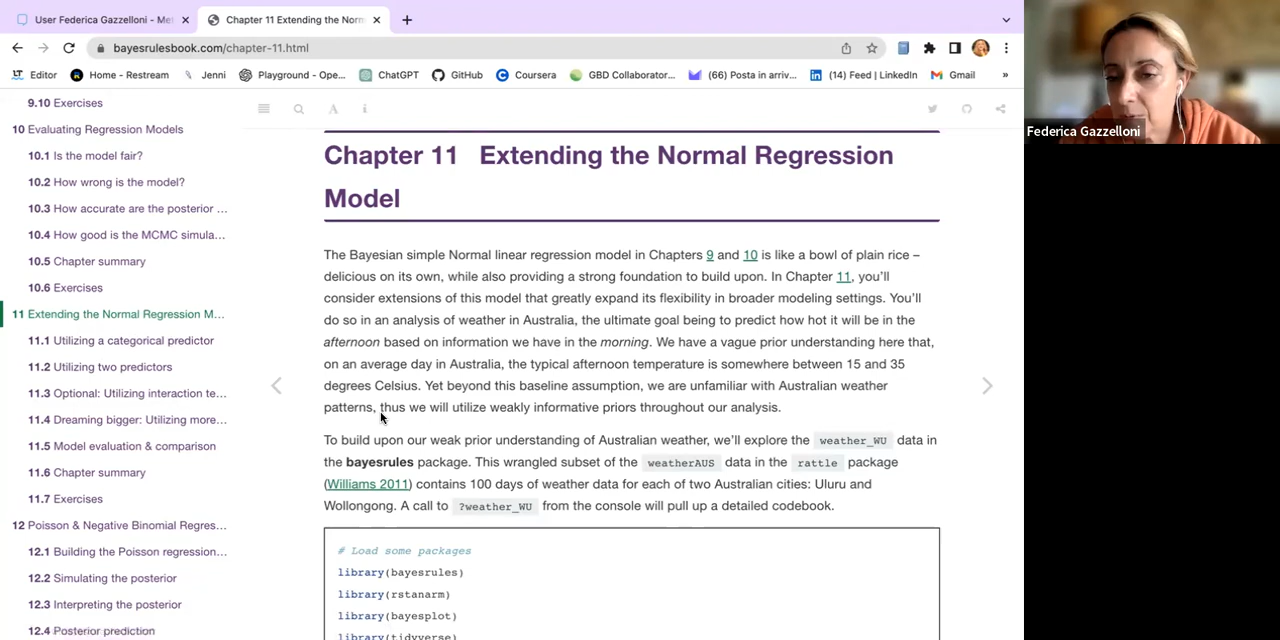 User Federica Gazzelloni - Me
Chapter 11 Extending the Norm
bayesrulesbook.com/chapter-11.html
Editor
Home - Restream
Jenni
Playground - Ope...
ChatGPT
GitHub
Coursera
GBD Collaborator...
(66) Posta in arriv...
(14) Feed | LinkedIn
Gmail
»
9.10 Exercises
10 Evaluating Regression Models
10.1 Is the model fair?
10.2 How wrong is the model?
10.3 How accurate are the posterior ...
10.4 How good is the MCMC simula...
10.5 Chapter summary
10.6 Exercises
11 Extending the Normal Regression M...
11.1 Utilizing a categorical predictor
11.2 Utilizing two predictors
11.3 Optional: Utilizing interaction te...
11.4 Dreaming bigger: Utilizing more...
11.5 Model evaluation & comparison
11.6 Chapter summary
11.7 Exercises
12 Poisson & Negative Binomial Regres...
12.1 Building the Poisson regression...
12.2 Simulating the posterior
12.3 Interpreting the posterior
12.4 Posterior prediction
Chapter 11 Extending the Normal Regression
Model
The Bayesian simple Normal linear regression model in Chapters 9 and 10 is like a bowl of plain rice –
delicious on its own, while also providing a strong foundation to build upon. In Chapter 11, you'll
consider extensions of this model that greatly expand its flexibility in broader modeling settings. You'll
do so in an analysis of weather in Australia, the ultimate goal being to predict how hot it will be in the
afternoon based on information we have in the morning. We have a vague prior understanding here that,
on an average day in Australia, the typical afternoon temperature is somewhere between 15 and 35
degrees Celsius. Yet beyond this baseline assumption, we are unfamiliar with Australian weather
patterns, thus we will utilize weakly informative priors throughout our analysis.
To build upon our weak prior understanding of Australian weather, we'll explore the weather_WU data in
the bayesrules package. This wrangled subset of the weatherAUS data in the rattle package
(Williams 2011) contains 100 days of weather data for each of two Australian cities: Uluru and
Wollongong. A call to ?weather_WU from the console will pull up a detailed codebook.
# Load some packages
library(bayesrules)
library(rstanarm)
library(bayesplot)
library(tidyverse)
Federica Gazzelloni